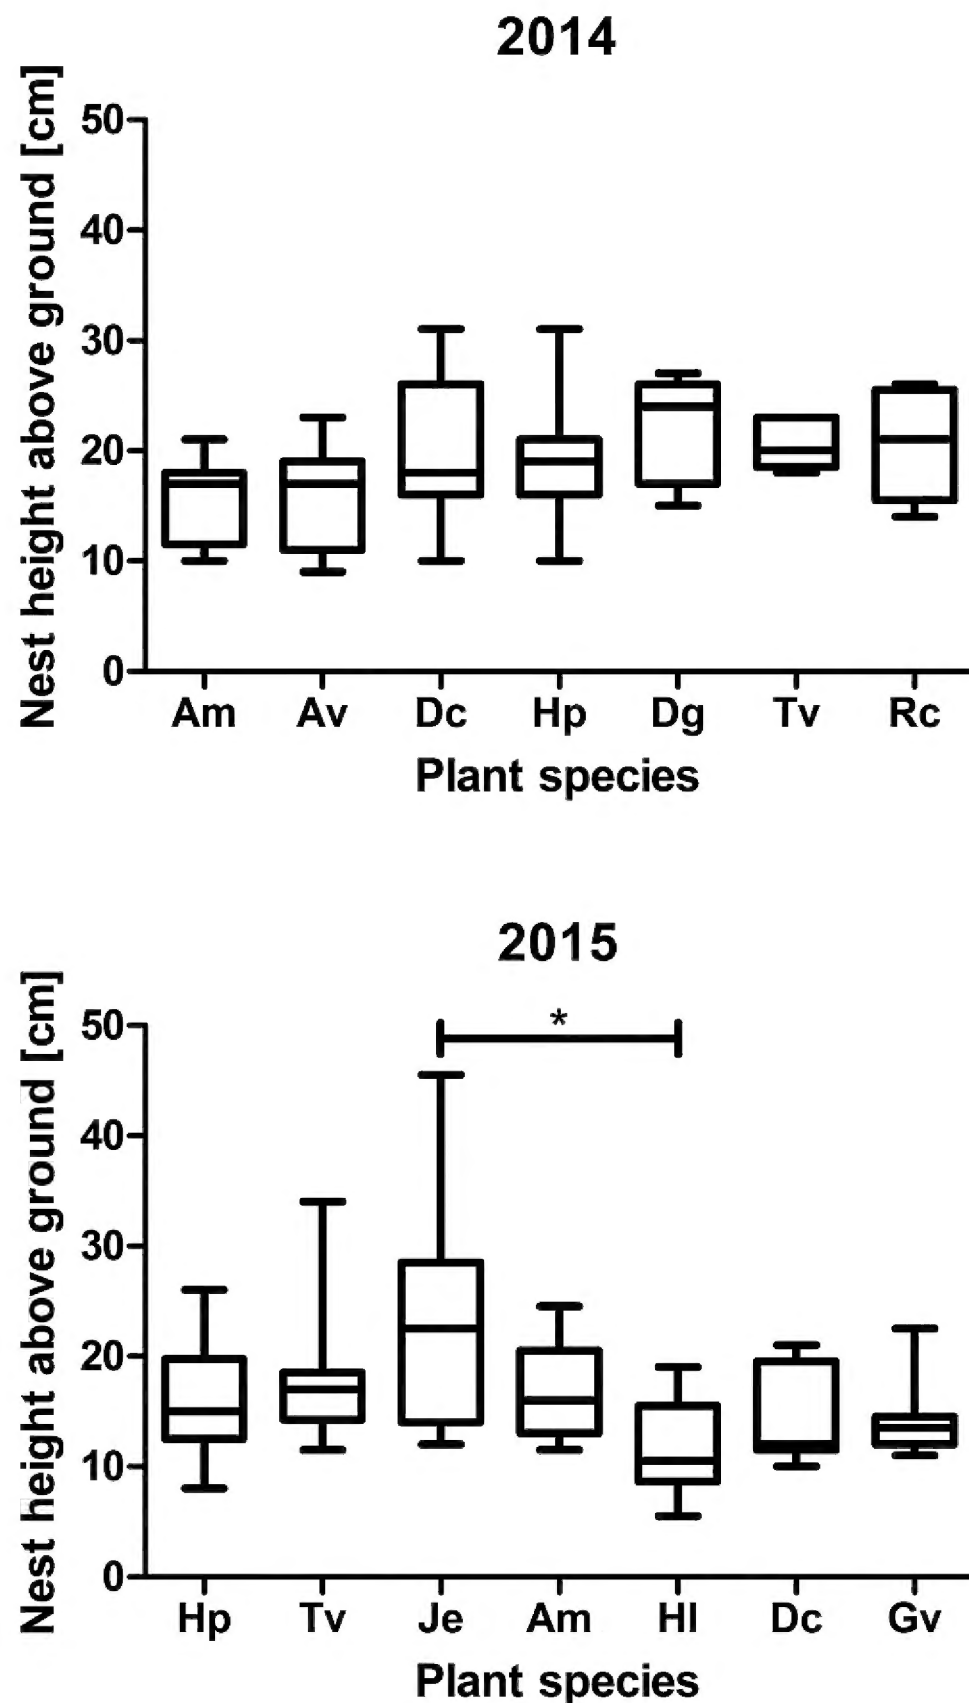 2014
Nest height above ground [cm]
50
40
30
20
10
0
Am Av Dc Hp Dg Tv Rc
Plant species
2015
Nest height above ground [cm]
50
40
30
20
10
0
*
Hp Tv Je Am Hl Dc Gv
Plant species